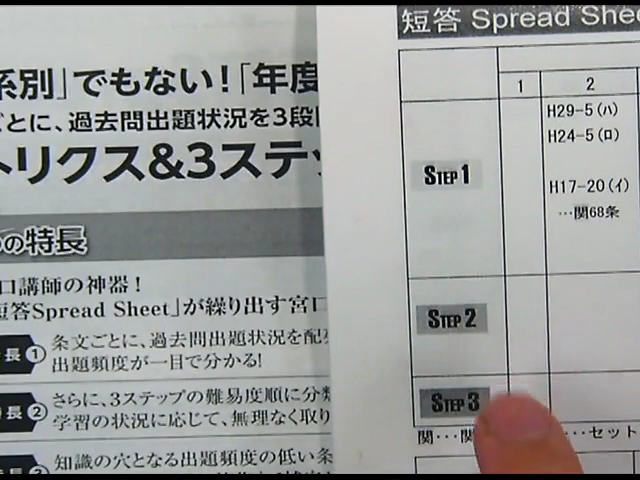 系別」でもない!「年度
ごとに、過去問出題状況を3段
トリクス&3ステッ
の特長
口講師の神器!
短答Spread Sheet」が繰り出す宮口
長① 条文ごとに、過去問出題状況を配
出題頻度が一目で分かる!
長② さらに、3ステップの難易度順に分類
学習の状況に応じて、無理なく取り
長③ 知識の穴となる出題頻度の低い条
短答 Spread Shee
1 2
STEP 1
H29-5(ハ)
H24-5(ロ)
H17-20(イ)
…関68条
STEP 2
STEP 3
関…関
…セット